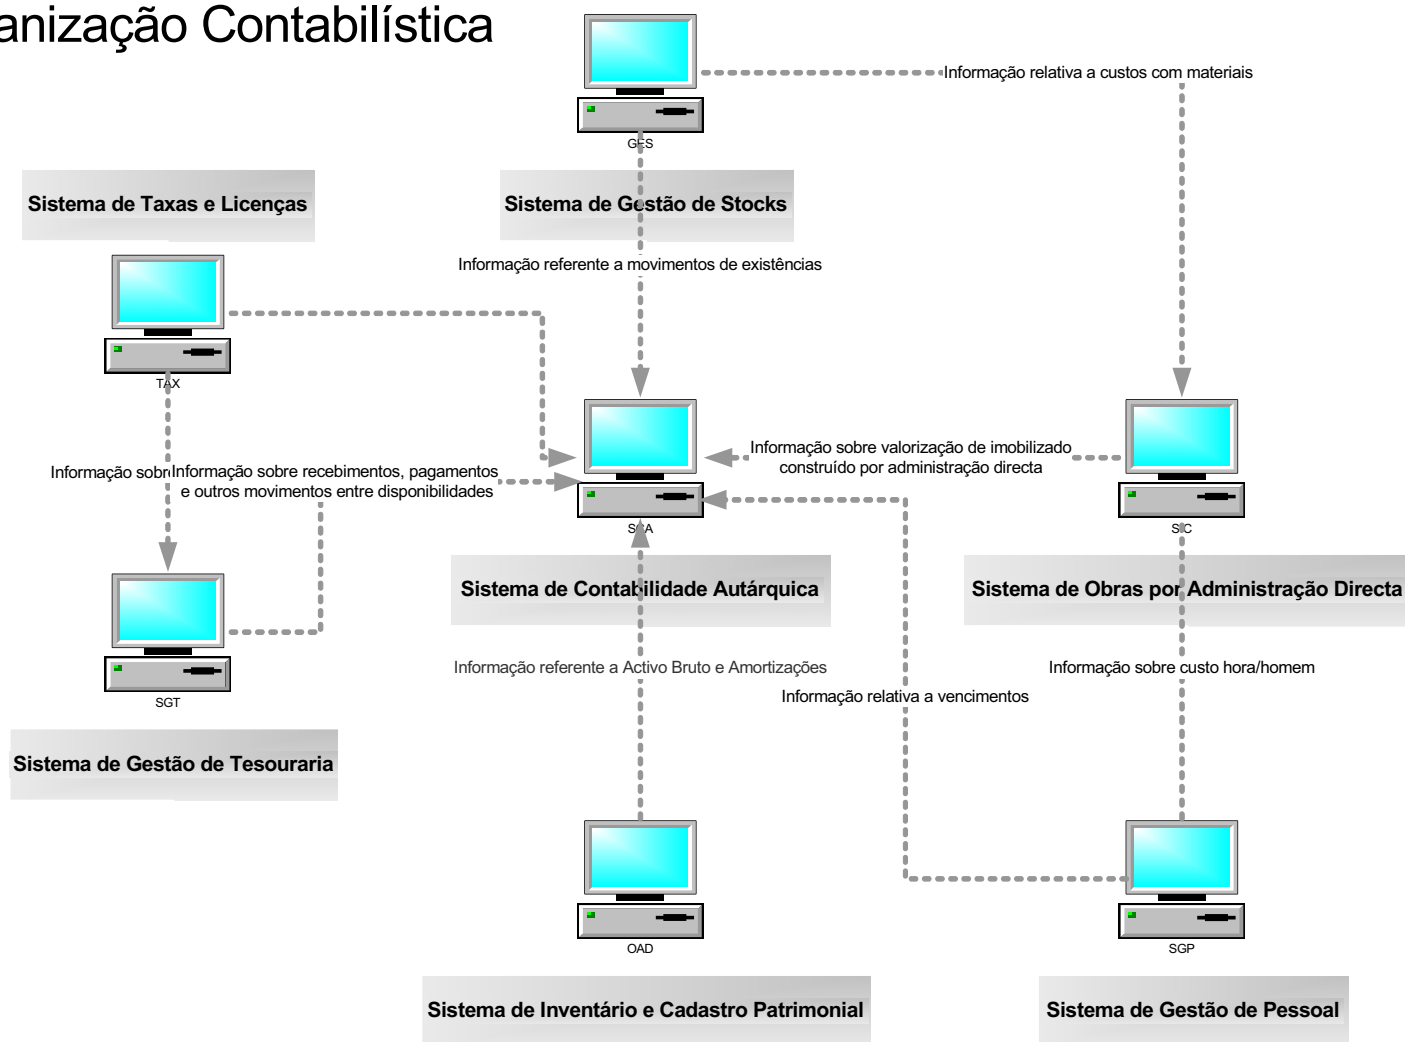 anização Contabilística
Informação relativa a custos com materiais
GES
Sistema de Taxas e Licenças
Sistema de Gestão de Stocks
Informação referente a movimentos de existências
TAX
Informação sobre valorização de imobilizado
construído por administração directa
Informação sobr
Informação sobre recebimentos, pagamentos
e outros movimentos entre disponibilidades
SCA
SIC
Sistema de Contabilidade Autárquica
Sistema de Obras por Administração Directa
Informação referente a Activo Bruto e Amortizações
Informação sobre custo hora/homem
Informação relativa a vencimentos
SGT
Sistema de Gestão de Tesouraria
OAD
SGP
Sistema de Inventário e Cadastro Patrimonial
Sistema de Gestão de Pessoal